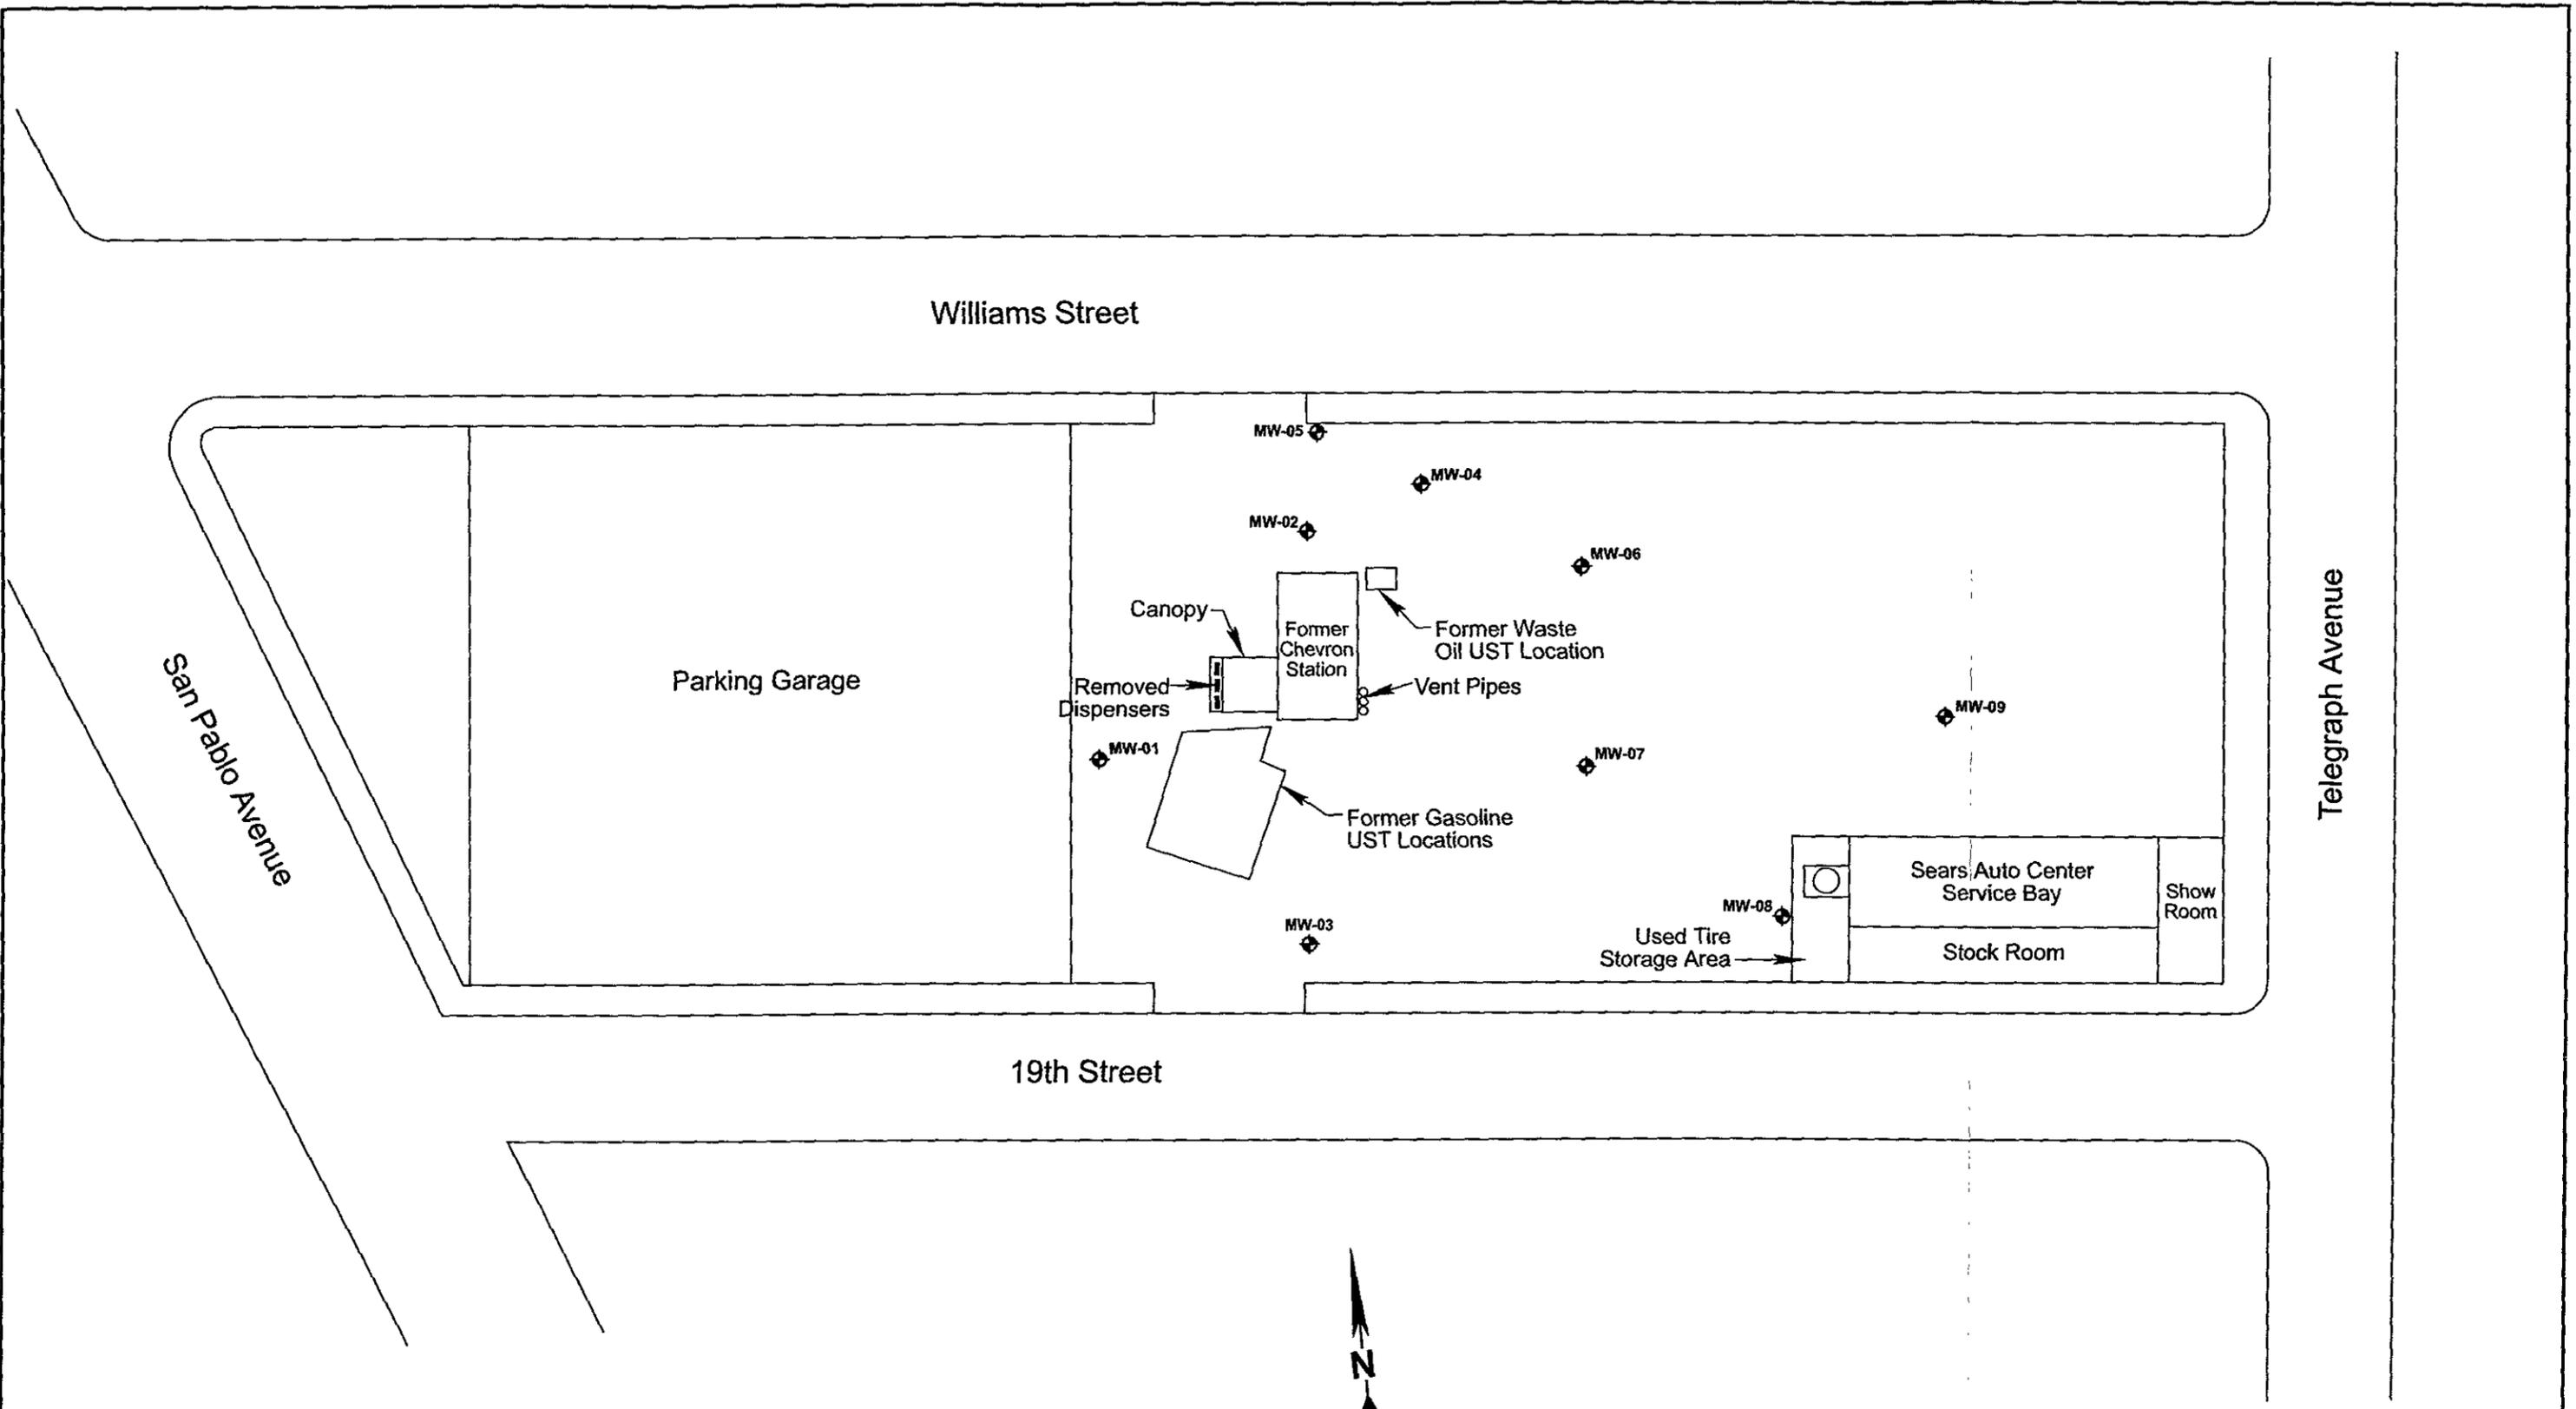 Williams Street
MW-05
MW-04
MW-02
MW-06
Canopy
Former
Chevron
Station
Former Waste
Oil UST Location
San Pablo Avenue
Parking Garage
Removed
Dispensers
Vent Pipes
Telegraph Avenue
MW-09
MW-01
MW-07
Former Gasoline
UST Locations
Sears Auto Center
Service Bay
Show
Room
MW-08
MW-03
Used Tire
Storage Area
Stock Room
19th Street
N